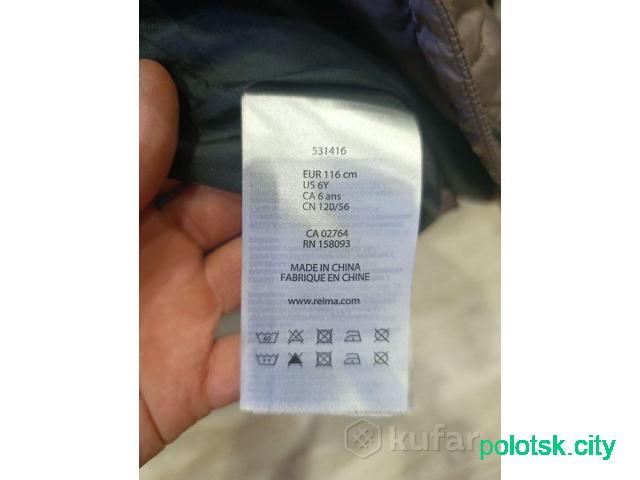 531416
EUR 116 cm
US 6Y
CA 6 ans
CN 120/56
CA 02764
RN 158093
MADE IN CHINA
FABRIQUE EN CHINE
www.reima.com
kufar
polotsk.city